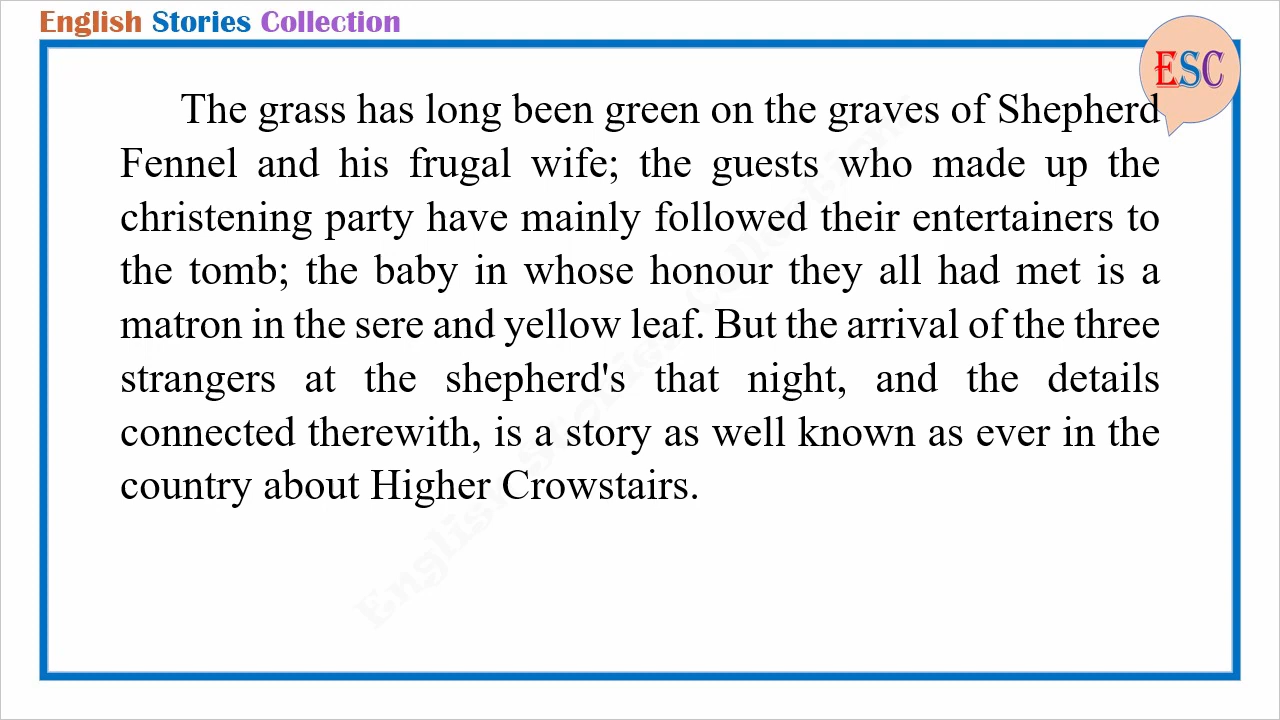 English Stories Collection
ESC
The grass has long been green on the graves of Shepherd
Fennel and his frugal wife; the guests who made up the
christening party have mainly followed their entertainers to
the tomb; the baby in whose honour they all had met is a
matron in the sere and yellow leaf. But the arrival of the three
strangers at the shepherd's that night, and the details
connected therewith, is a story as well known as ever in the
country about Higher Crowstairs.
English Stories Collection